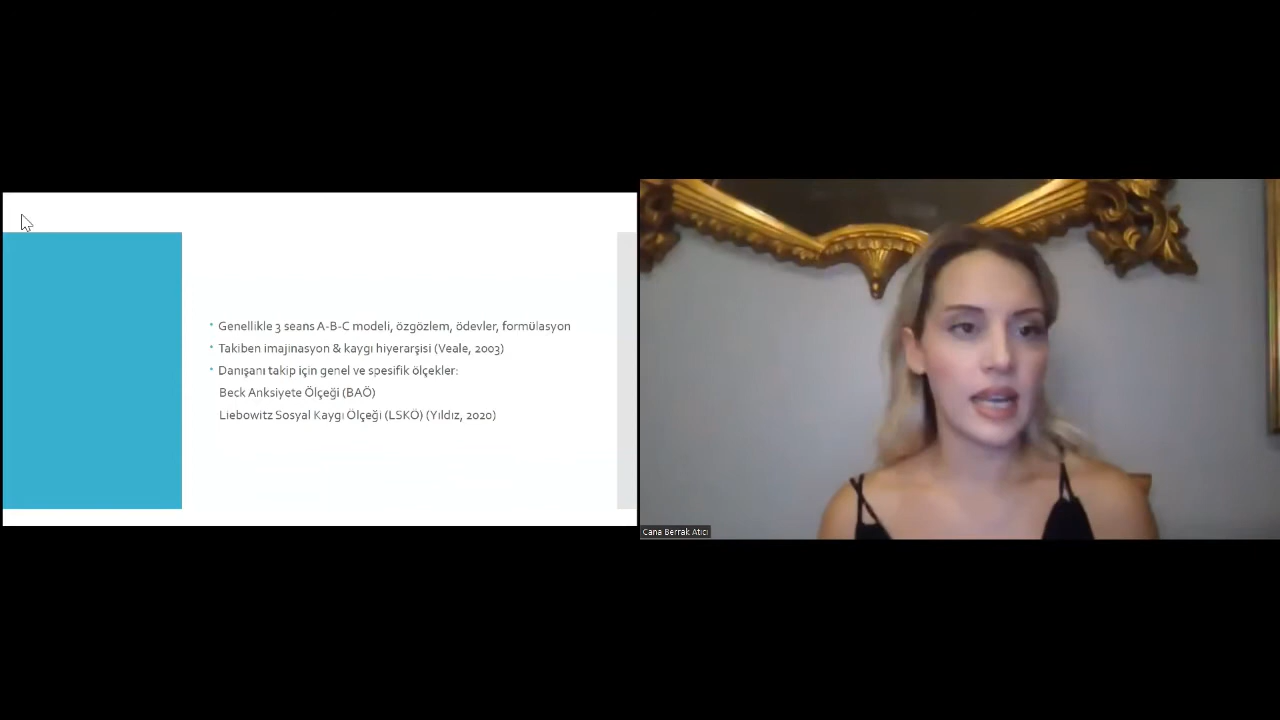 Genellikle 3 seans A-B-C modeli, özgözlem, ödevler, formülasyon
Takiben imajinasyon & kaygı hiyerarşisi (Veale, 2003)
Danışanı takip için genel ve spesifik ölçekler:
Beck Anksiyete Ölçeği (BAÖ)
Liebowitz Sosyal Kaygı Ölçeği (LSKÖ) (Yıldız, 2020)
Cana Berrak Atici